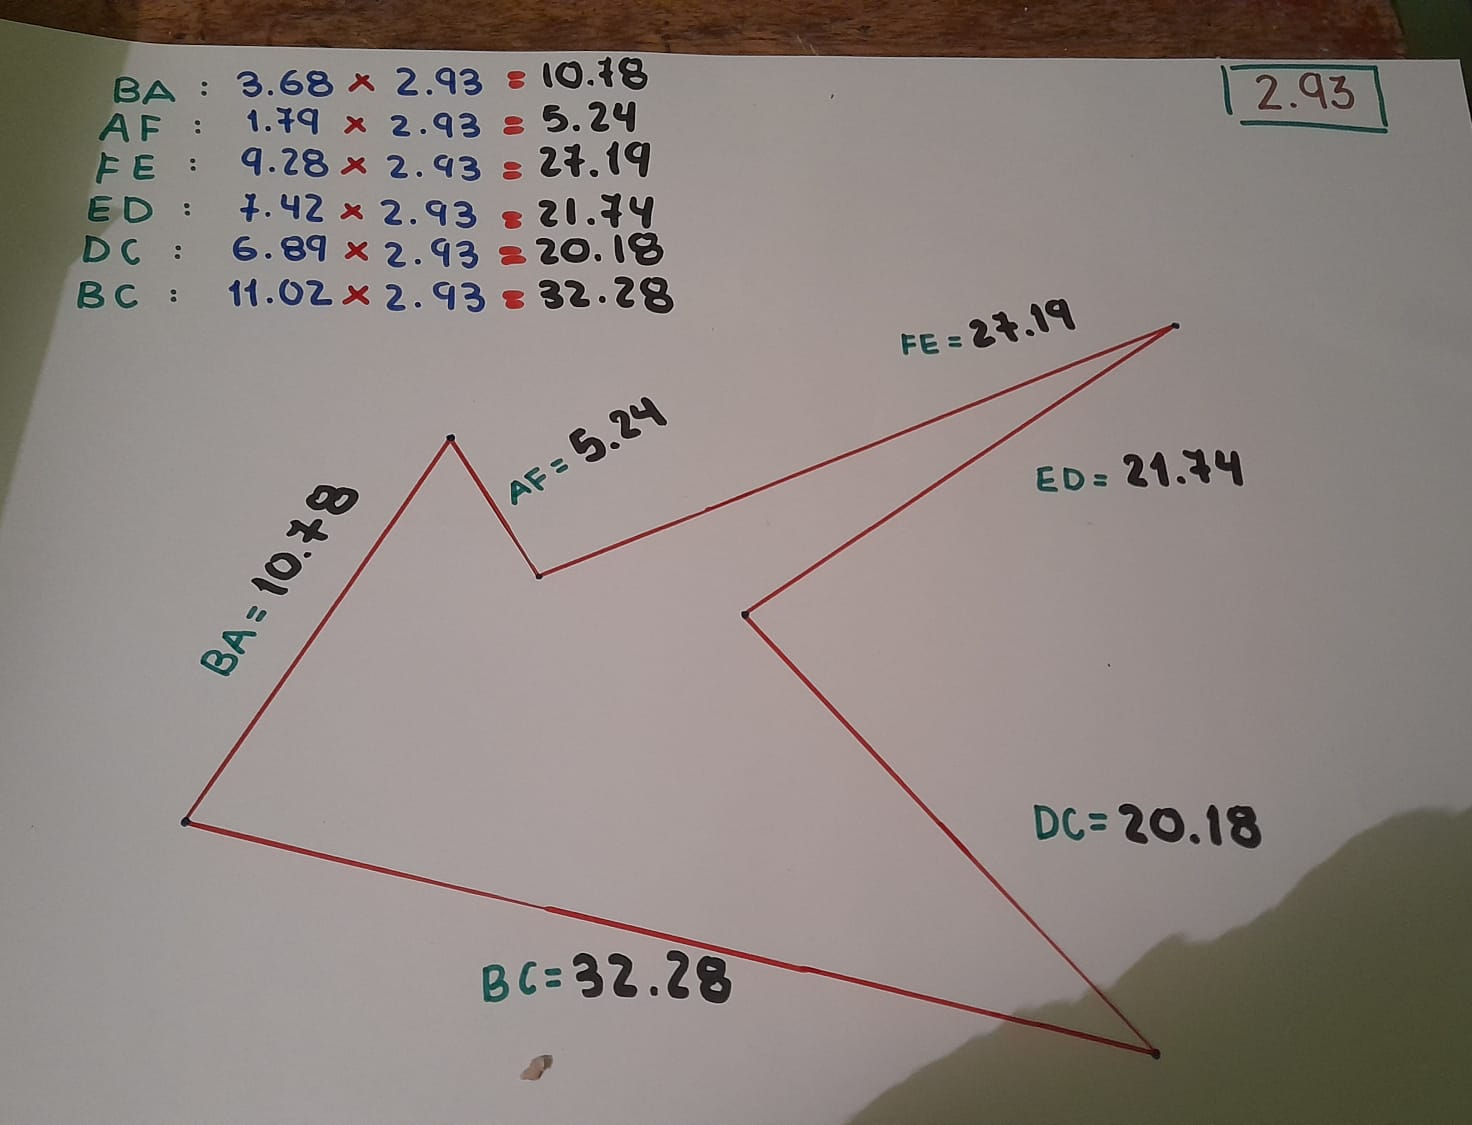 BA : 3.68 × 2.93 = 10.78
2.93
AF : 1.79 × 2.93 = 5.24
FE : 9.28 × 2.93 = 27.19
ED : 7.42 × 2.93 = 21.74
DC : 6.89 × 2.93 = 20.18
BC : 11.02 × 2.93 = 32.28
FE = 27.19
AF = 5.24
ED = 21.74
BA = 10.78
DC = 20.18
BC = 32.28